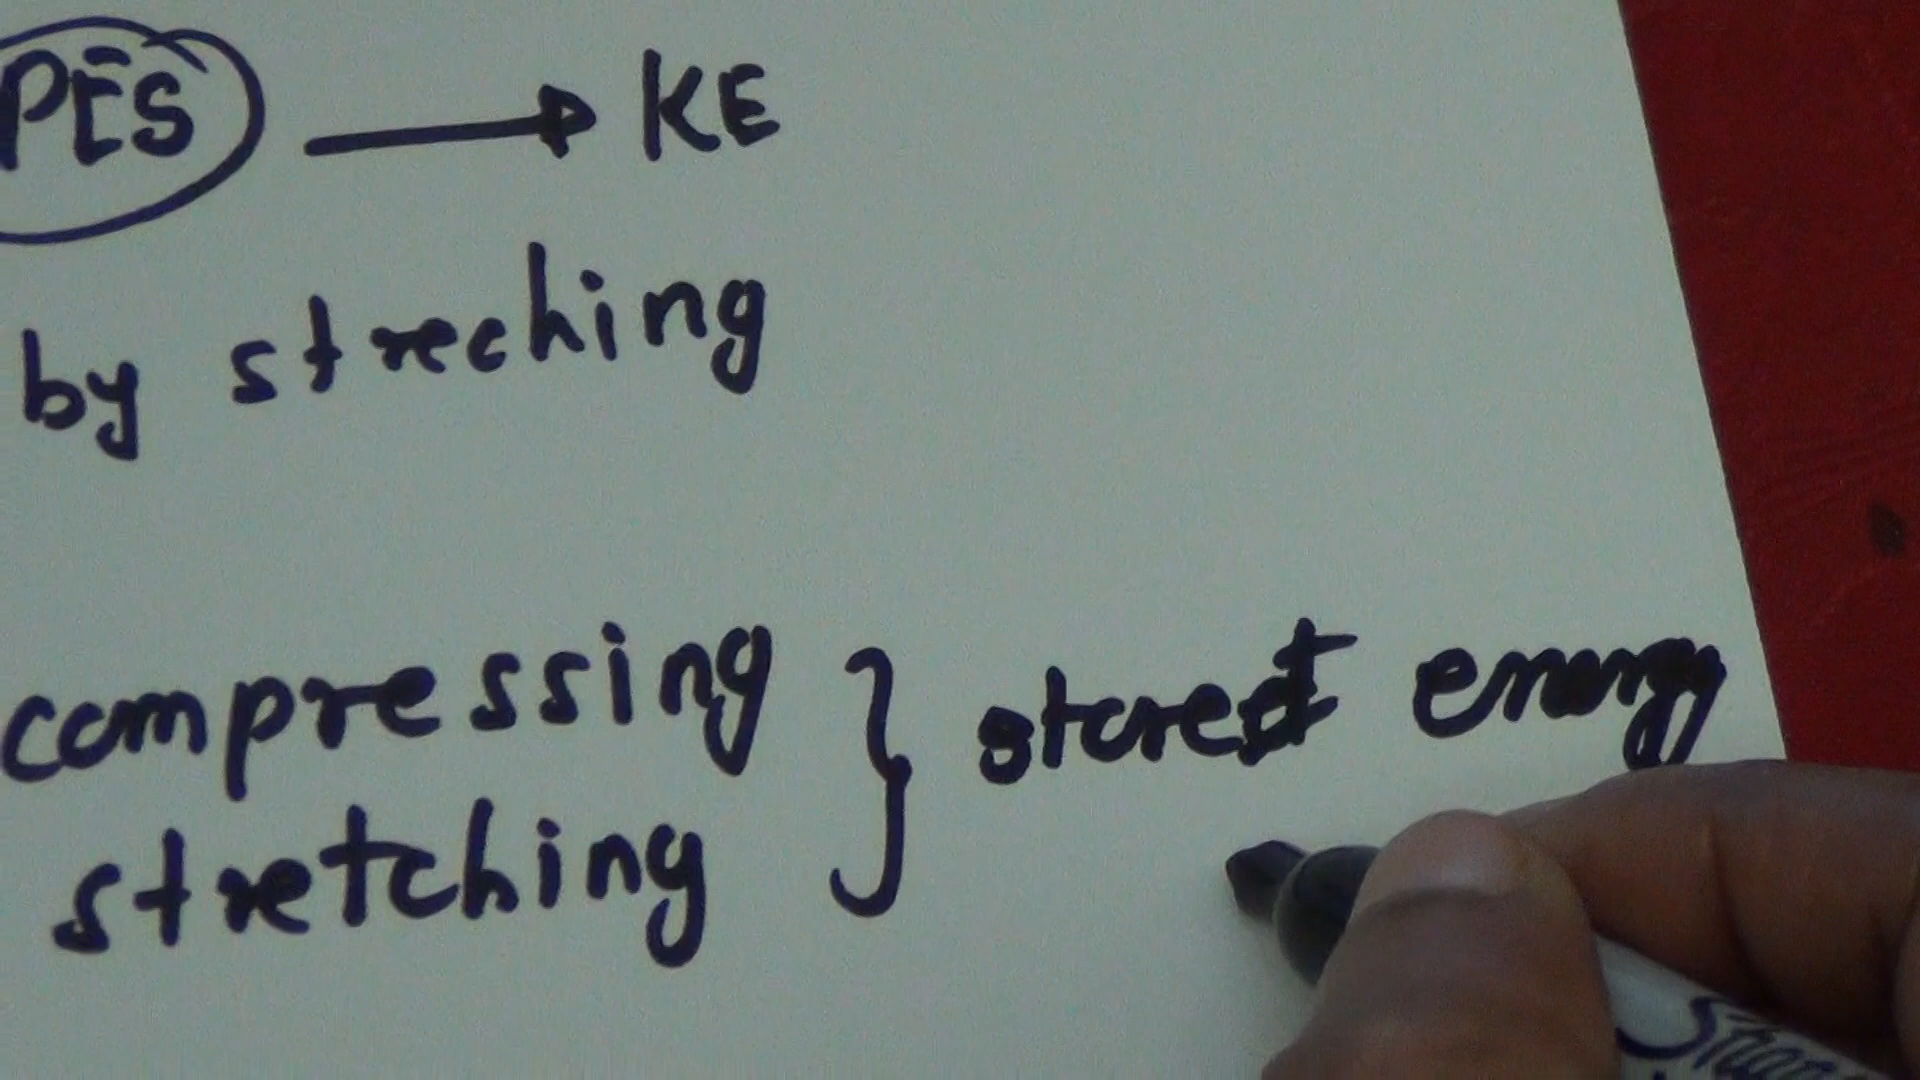 PES → KE
by streching
compressing
stretching } stored energy